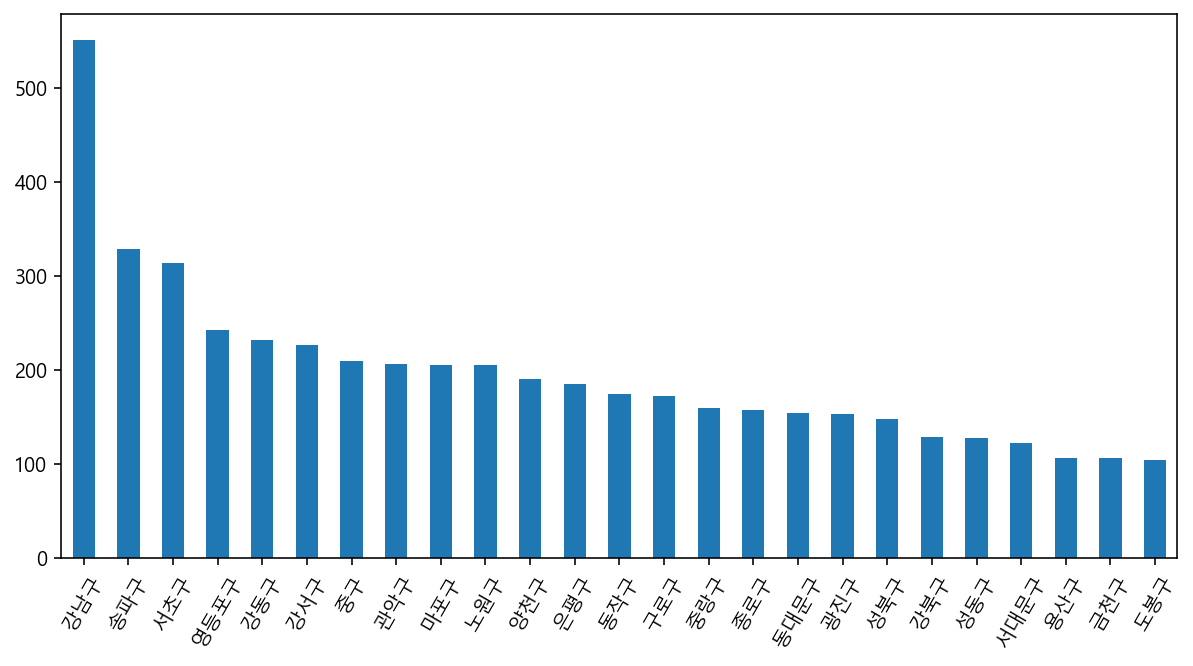 500
400
300
200
100
0
강남구
송파구
서초구
영등포구
강동구
강서구
중구
관악구
마포구
노원구
양천구
은평구
동작구
구로구
중랑구
종로구
동대문구
광진구
성북구
강북구
성동구
서대문구
용산구
금천구
도봉구